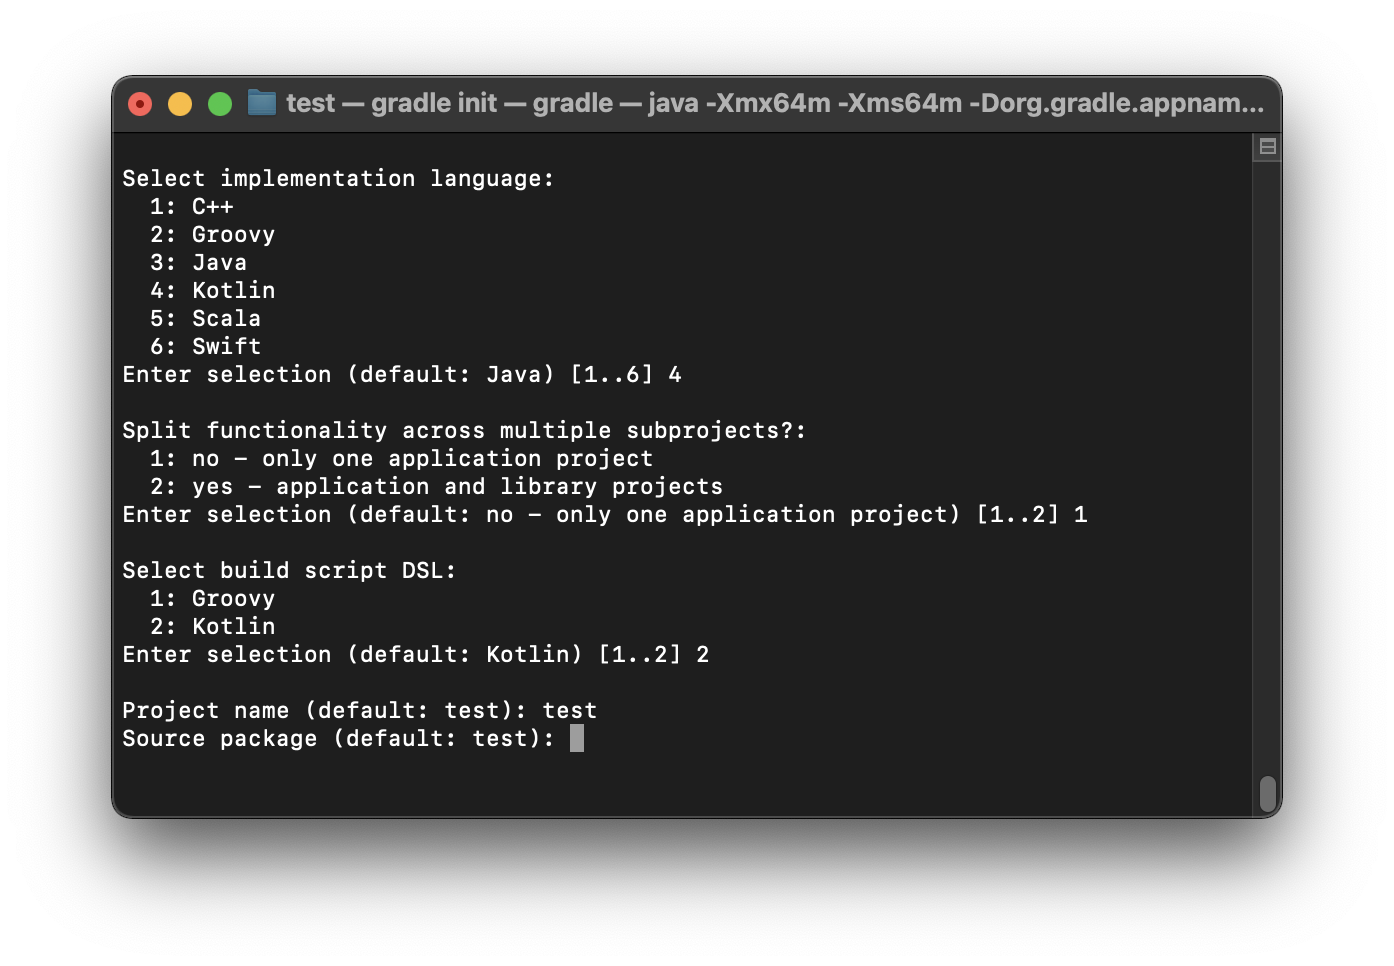 test — gradle init — gradle — java -Xmx64m -Xms64m -Dorg.gradle.appnam...
Select implementation language:
  1: C++
  2: Groovy
  3: Java
  4: Kotlin
  5: Scala
  6: Swift
Enter selection (default: Java) [1..6] 4
Split functionality across multiple subprojects?:
  1: no - only one application project
  2: yes - application and library projects
Enter selection (default: no - only one application project) [1..2] 1
Select build script DSL:
  1: Groovy
  2: Kotlin
Enter selection (default: Kotlin) [1..2] 2
Project name (default: test): test
Source package (default: test):